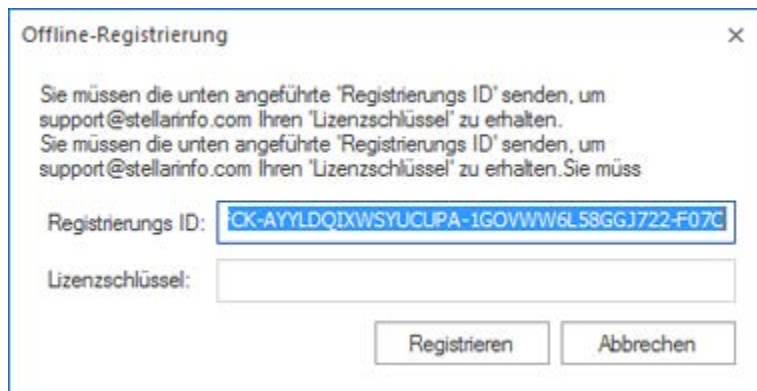 Offline-Registrierung
Sie müssen die unten angeführte 'Registrierungs ID' senden, um
support@stellarinfo.com Ihren 'Lizenzschlüssel' zu erhalten.
Sie müssen die unten angeführte 'Registrierungs ID' senden, um
support@stellarinfo.com Ihren 'Lizenzschlüssel' zu erhalten.Sie müss
Registrierungs ID: CK-AYYLDQIXWSYUCUPA-1GOVWW6L58GGJ722-F07C
Lizenzschlüssel:
Registrieren Abbrechen